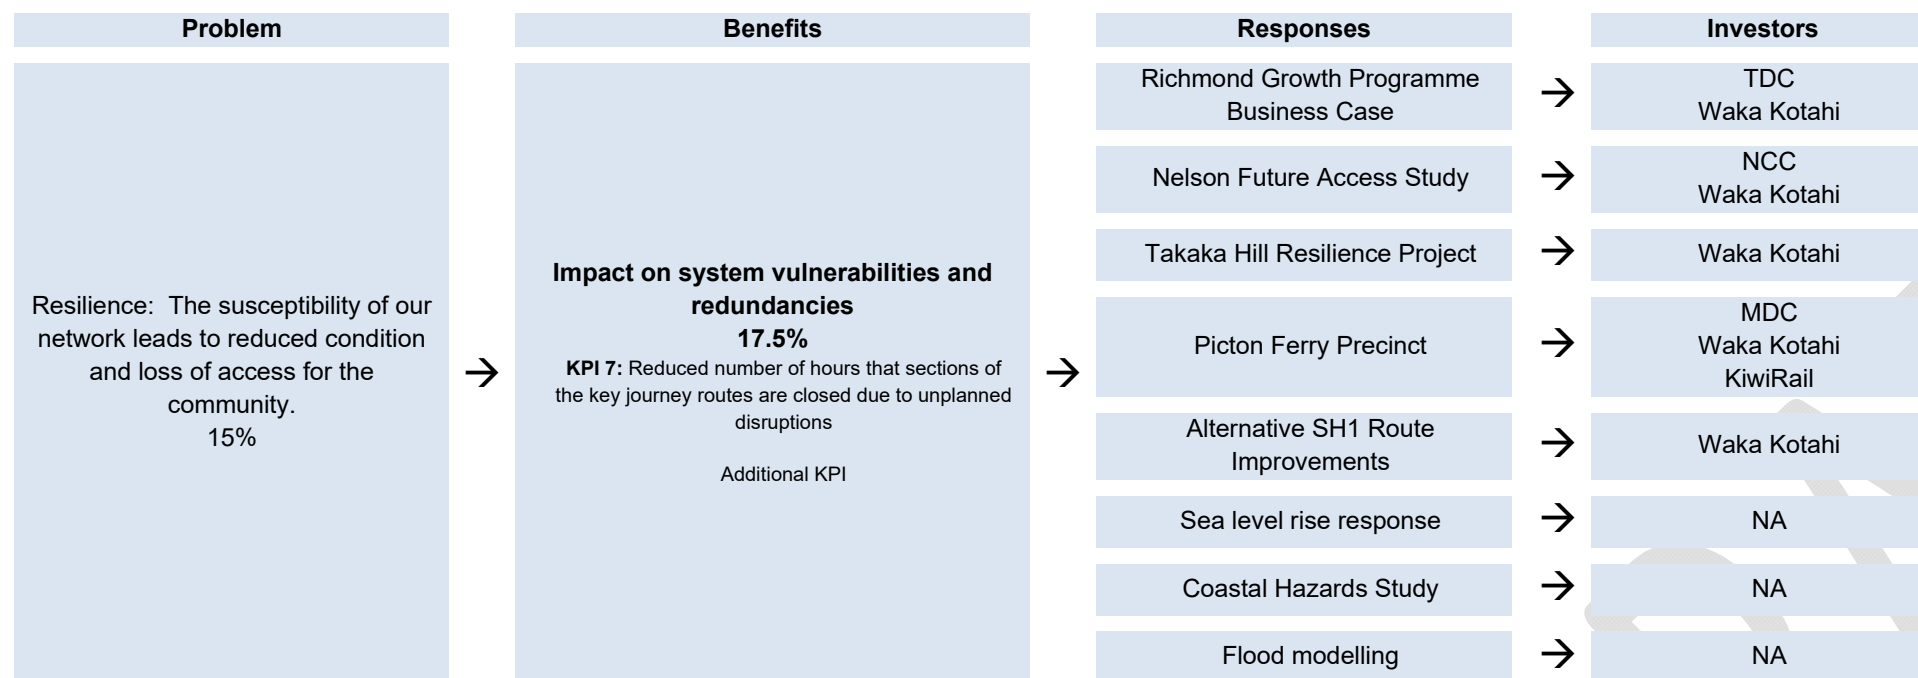 Problem
Benefits
Responses
Investors
Resilience:  The susceptibility of our
network leads to reduced condition
and loss of access for the
community.
15%
→
Impact on system vulnerabilities and
redundancies
17.5%
KPI 7: Reduced number of hours that sections of
the key journey routes are closed due to unplanned
disruptions
Additional KPI
→
Richmond Growth Programme
Business Case
→
TDC
Waka Kotahi
Nelson Future Access Study
→
NCC
Waka Kotahi
Takaka Hill Resilience Project
→
Waka Kotahi
Picton Ferry Precinct
→
MDC
Waka Kotahi
KiwiRail
Alternative SH1 Route
Improvements
→
Waka Kotahi
Sea level rise response
→
NA
Coastal Hazards Study
→
NA
Flood modelling
→
NA